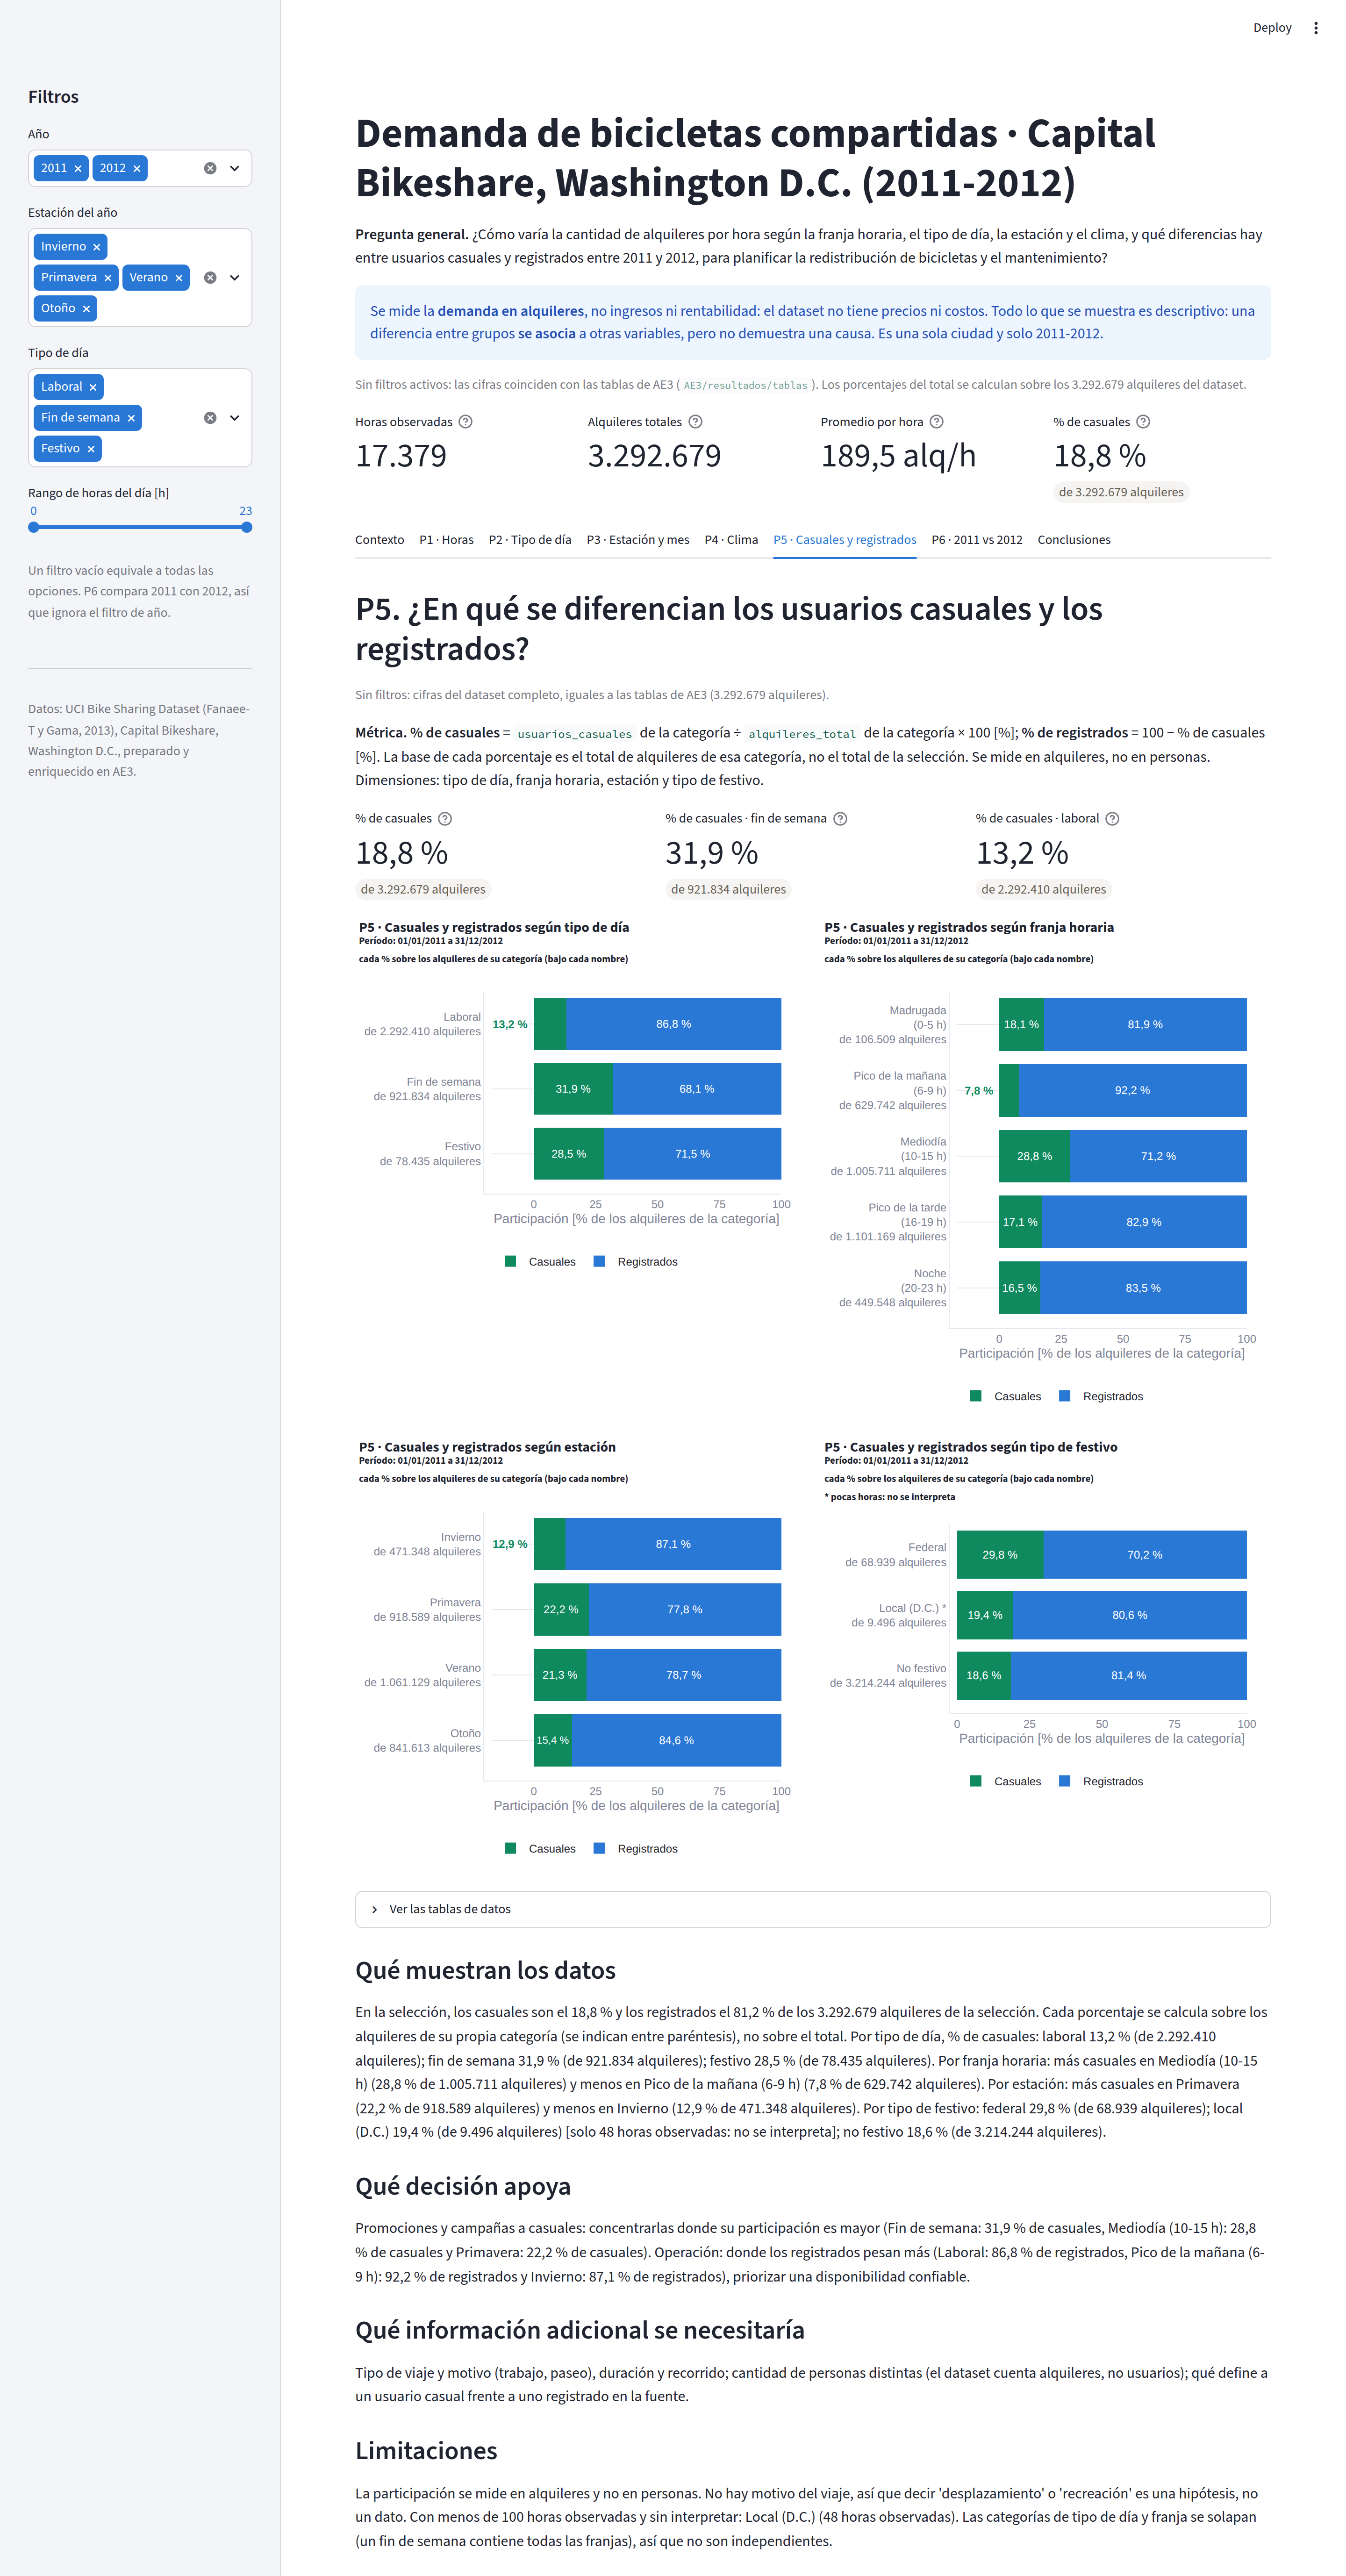 Deploy
Filtros
Año
2011 2012
Estación del año
Invierno
Primavera Verano
Otoño
Tipo de día
Laboral
Fin de semana
Festivo
Rango de horas del día [h]
0 23
Un filtro vacío equivale a todas las
opciones. P6 compara 2011 con 2012, así
que ignora el filtro de año.
Datos: UCI Bike Sharing Dataset (Fanaee-
T y Gama, 2013), Capital Bikeshare,
Washington D.C., preparado y
enriquecido en AE3.
Demanda de bicicletas compartidas · Capital
Bikeshare, Washington D.C. (2011-2012)
Pregunta general. ¿Cómo varía la cantidad de alquileres por hora según la franja horaria, el tipo de día, la estación y el clima, y qué diferencias hay
entre usuarios casuales y registrados entre 2011 y 2012, para planificar la redistribución de bicicletas y el mantenimiento?
Se mide la demanda en alquileres, no ingresos ni rentabilidad: el dataset no tiene precios ni costos. Todo lo que se muestra es descriptivo: una
diferencia entre grupos se asocia a otras variables, pero no demuestra una causa. Es una sola ciudad y solo 2011-2012.
Sin filtros activos: las cifras coinciden con las tablas de AE3 ( AE3/resultados/tablas ). Los porcentajes del total se calculan sobre los 3.292.679 alquileres del dataset.
Horas observadas
17.379
Alquileres totales
3.292.679
Promedio por hora
189,5 alq/h
% de casuales
18,8 %
de 3.292.679 alquileres
Contexto P1 · Horas P2 · Tipo de día P3 · Estación y mes P4 · Clima P5 · Casuales y registrados P6 · 2011 vs 2012 Conclusiones
P5. ¿En qué se diferencian los usuarios casuales y los
registrados?
Sin filtros: cifras del dataset completo, iguales a las tablas de AE3 (3.292.679 alquileres).
Métrica. % de casuales = usuarios_casuales de la categoría ÷ alquileres_total de la categoría × 100 [%]; % de registrados = 100 − % de casuales
[%]. La base de cada porcentaje es el total de alquileres de esa categoría, no el total de la selección. Se mide en alquileres, no en personas.
Dimensiones: tipo de día, franja horaria, estación y tipo de festivo.
% de casuales
18,8 %
de 3.292.679 alquileres
% de casuales · fin de semana
31,9 %
de 921.834 alquileres
% de casuales · laboral
13,2 %
de 2.292.410 alquileres
P5 · Casuales y registrados según tipo de día
Período: 01/01/2011 a 31/12/2012
cada % sobre los alquileres de su categoría (bajo cada nombre)
Laboral
de 2.292.410 alquileres
13,2 % 86,8 %
Fin de semana
de 921.834 alquileres
31,9 % 68,1 %
Festivo
de 78.435 alquileres
28,5 % 71,5 %
0 25 50 75 100
Participación [% de los alquileres de la categoría]
Casuales Registrados
P5 · Casuales y registrados según franja horaria
Período: 01/01/2011 a 31/12/2012
cada % sobre los alquileres de su categoría (bajo cada nombre)
Madrugada
(0-5 h)
de 106.509 alquileres
18,1 % 81,9 %
Pico de la mañana
(6-9 h)
de 629.742 alquileres
7,8 % 92,2 %
Mediodía
(10-15 h)
de 1.005.711 alquileres
28,8 % 71,2 %
Pico de la tarde
(16-19 h)
de 1.101.169 alquileres
17,1 % 82,9 %
Noche
(20-23 h)
de 449.548 alquileres
16,5 % 83,5 %
0 25 50 75 100
Participación [% de los alquileres de la categoría]
Casuales Registrados
P5 · Casuales y registrados según estación
Período: 01/01/2011 a 31/12/2012
cada % sobre los alquileres de su categoría (bajo cada nombre)
Invierno
de 471.348 alquileres
12,9 % 87,1 %
Primavera
de 918.589 alquileres
22,2 % 77,8 %
Verano
de 1.061.129 alquileres
21,3 % 78,7 %
Otoño
de 841.613 alquileres
15,4 % 84,6 %
0 25 50 75 100
Participación [% de los alquileres de la categoría]
Casuales Registrados
P5 · Casuales y registrados según tipo de festivo
Período: 01/01/2011 a 31/12/2012
cada % sobre los alquileres de su categoría (bajo cada nombre)
* pocas horas: no se interpreta
Federal
de 68.939 alquileres
29,8 % 70,2 %
Local (D.C.) *
de 9.496 alquileres
19,4 % 80,6 %
No festivo
de 3.214.244 alquileres
18,6 % 81,4 %
0 25 50 75 100
Participación [% de los alquileres de la categoría]
Casuales Registrados
Ver las tablas de datos
Qué muestran los datos
En la selección, los casuales son el 18,8 % y los registrados el 81,2 % de los 3.292.679 alquileres de la selección. Cada porcentaje se calcula sobre los
alquileres de su propia categoría (se indican entre paréntesis), no sobre el total. Por tipo de día, % de casuales: laboral 13,2 % (de 2.292.410
alquileres); fin de semana 31,9 % (de 921.834 alquileres); festivo 28,5 % (de 78.435 alquileres). Por franja horaria: más casuales en Mediodía (10-15
h) (28,8 % de 1.005.711 alquileres) y menos en Pico de la mañana (6-9 h) (7,8 % de 629.742 alquileres). Por estación: más casuales en Primavera
(22,2 % de 918.589 alquileres) y menos en Invierno (12,9 % de 471.348 alquileres). Por tipo de festivo: federal 29,8 % (de 68.939 alquileres); local
(D.C.) 19,4 % (de 9.496 alquileres) [solo 48 horas observadas: no se interpreta]; no festivo 18,6 % (de 3.214.244 alquileres).
Qué decisión apoya
Promociones y campañas a casuales: concentrarlas donde su participación es mayor (Fin de semana: 31,9 % de casuales, Mediodía (10-15 h): 28,8
% de casuales y Primavera: 22,2 % de casuales). Operación: donde los registrados pesan más (Laboral: 86,8 % de registrados, Pico de la mañana (6-
9 h): 92,2 % de registrados y Invierno: 87,1 % de registrados), priorizar una disponibilidad confiable.
Qué información adicional se necesitaría
Tipo de viaje y motivo (trabajo, paseo), duración y recorrido; cantidad de personas distintas (el dataset cuenta alquileres, no usuarios); qué define a
un usuario casual frente a uno registrado en la fuente.
Limitaciones
La participación se mide en alquileres y no en personas. No hay motivo del viaje, así que decir 'desplazamiento' o 'recreación' es una hipótesis, no
un dato. Con menos de 100 horas observadas y sin interpretar: Local (D.C.) (48 horas observadas). Las categorías de tipo de día y franja se solapan
(un fin de semana contiene todas las franjas), así que no son independientes.